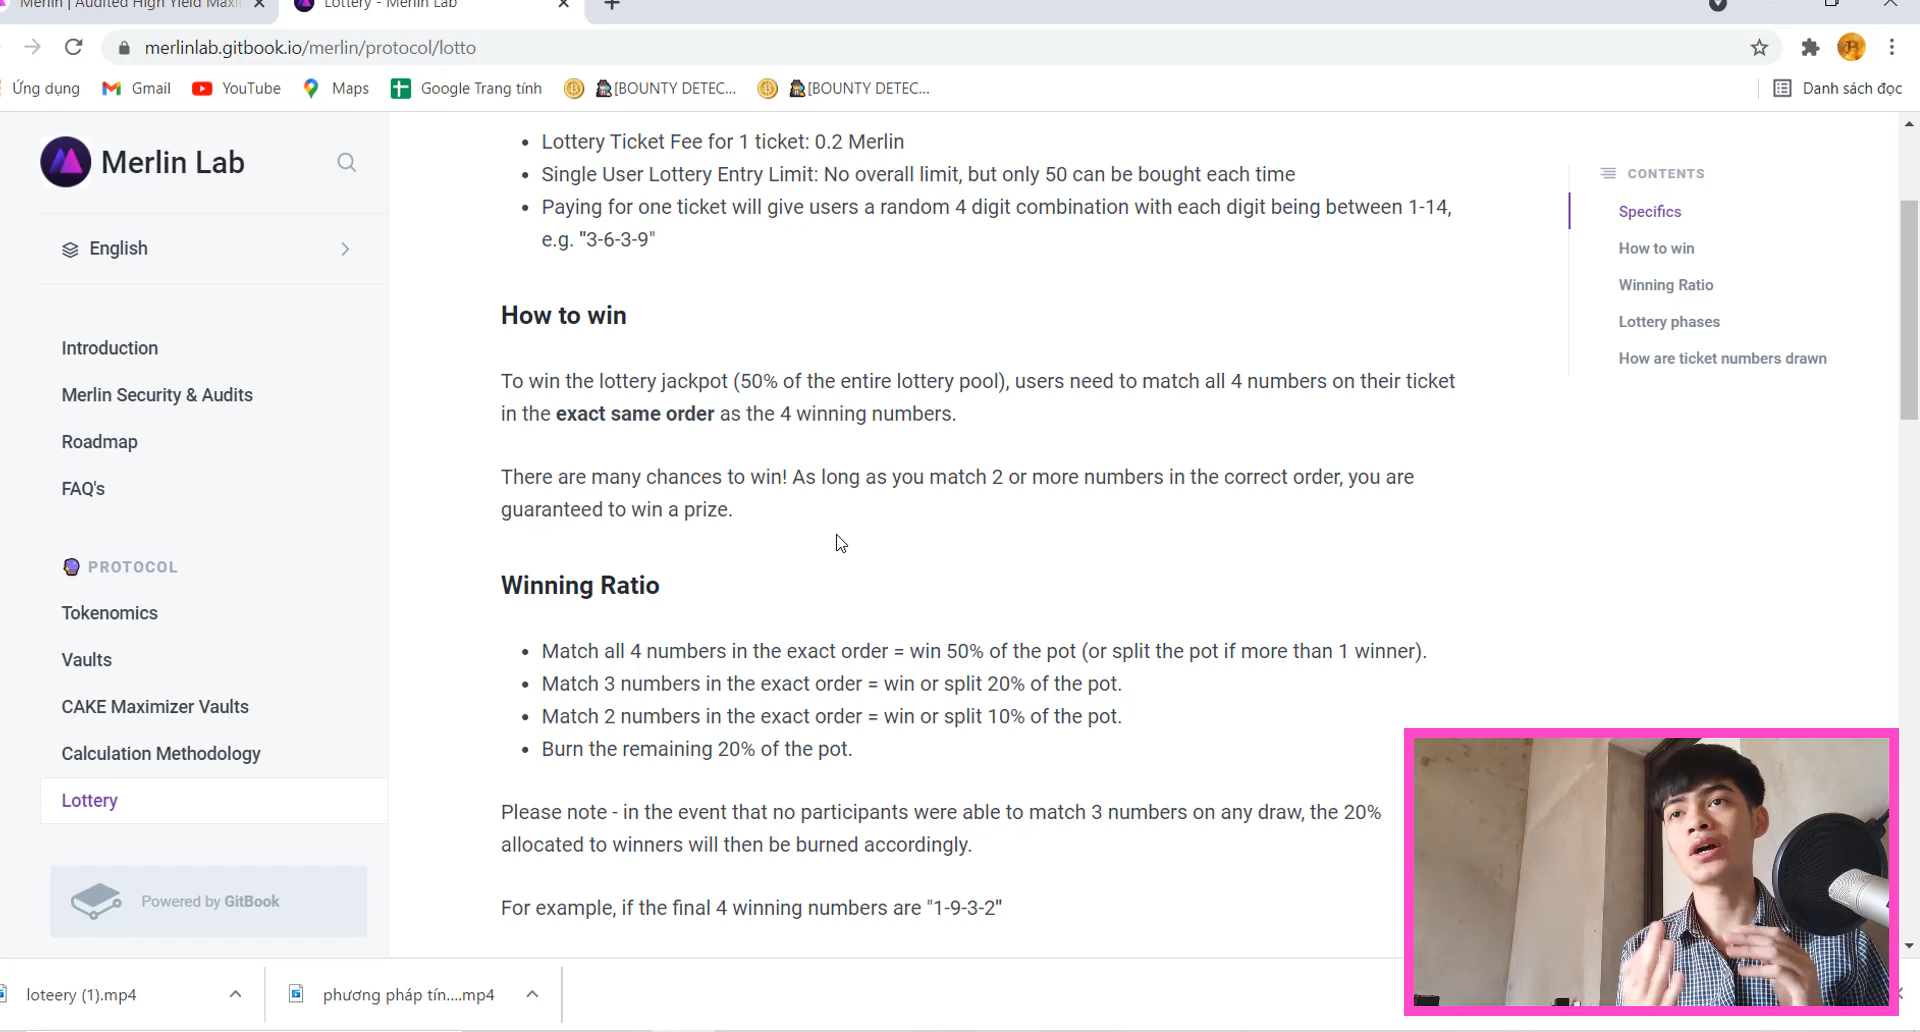 Merlin | Audited High Yield Maxi
Lottery - Merlin Lab
merlinlab.gitbook.io/merlin/protocol/lotto
Ứng dụng
Gmail
YouTube
Maps
Google Trang tính
[BOUNTY DETEC...
[BOUNTY DETEC...
Danh sách đọc
Merlin Lab
English
Introduction
Merlin Security & Audits
Roadmap
FAQ's
PROTOCOL
Tokenomics
Vaults
CAKE Maximizer Vaults
Calculation Methodology
Lottery
Powered by GitBook
• Lottery Ticket Fee for 1 ticket: 0.2 Merlin
• Single User Lottery Entry Limit: No overall limit, but only 50 can be bought each time
• Paying for one ticket will give users a random 4 digit combination with each digit being between 1-14,
e.g. "3-6-3-9"
How to win
To win the lottery jackpot (50% of the entire lottery pool), users need to match all 4 numbers on their ticket
in the exact same order as the 4 winning numbers.
There are many chances to win! As long as you match 2 or more numbers in the correct order, you are
guaranteed to win a prize.
Winning Ratio
• Match all 4 numbers in the exact order = win 50% of the pot (or split the pot if more than 1 winner).
• Match 3 numbers in the exact order = win or split 20% of the pot.
• Match 2 numbers in the exact order = win or split 10% of the pot.
• Burn the remaining 20% of the pot.
Please note - in the event that no participants were able to match 3 numbers on any draw, the 20%
allocated to winners will then be burned accordingly.
For example, if the final 4 winning numbers are "1-9-3-2"
CONTENTS
Specifics
How to win
Winning Ratio
Lottery phases
How are ticket numbers drawn
loteery (1).mp4
phương pháp tín....mp4